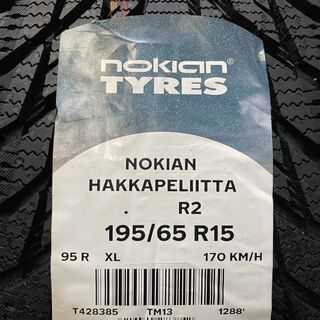 nokian®
TYRES
NOKIAN
HAKKAPELIITTA
. R2
195/65 R15
95 R XL 170 KM/H
T428385 TM13 1288'